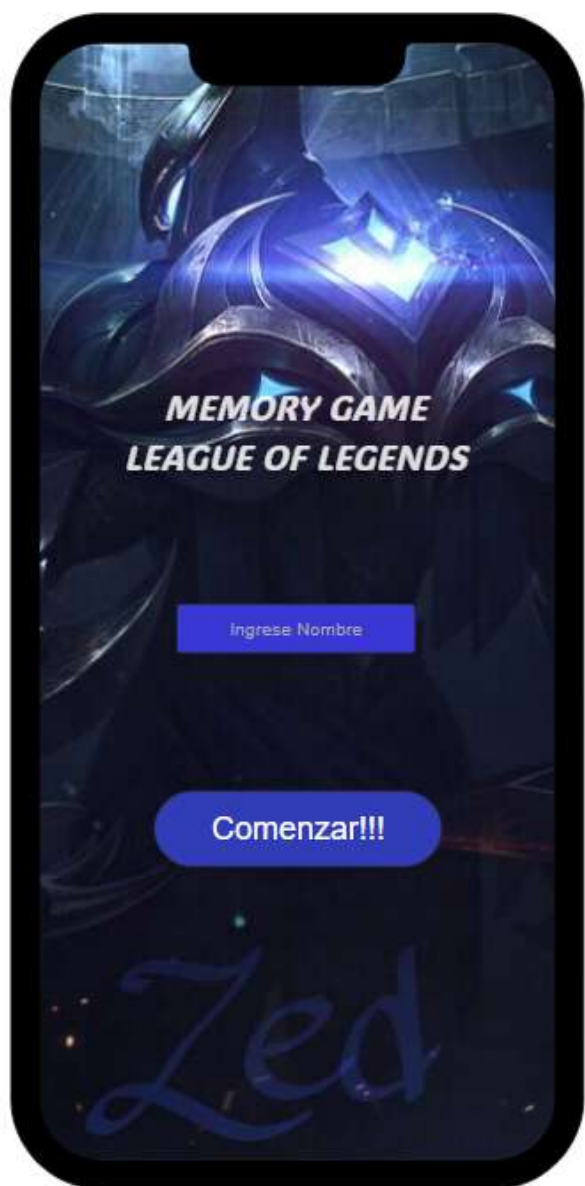 MEMORY GAME
LEAGUE OF LEGENDS
Ingrese Nombre
Comenzar!!!
Zed